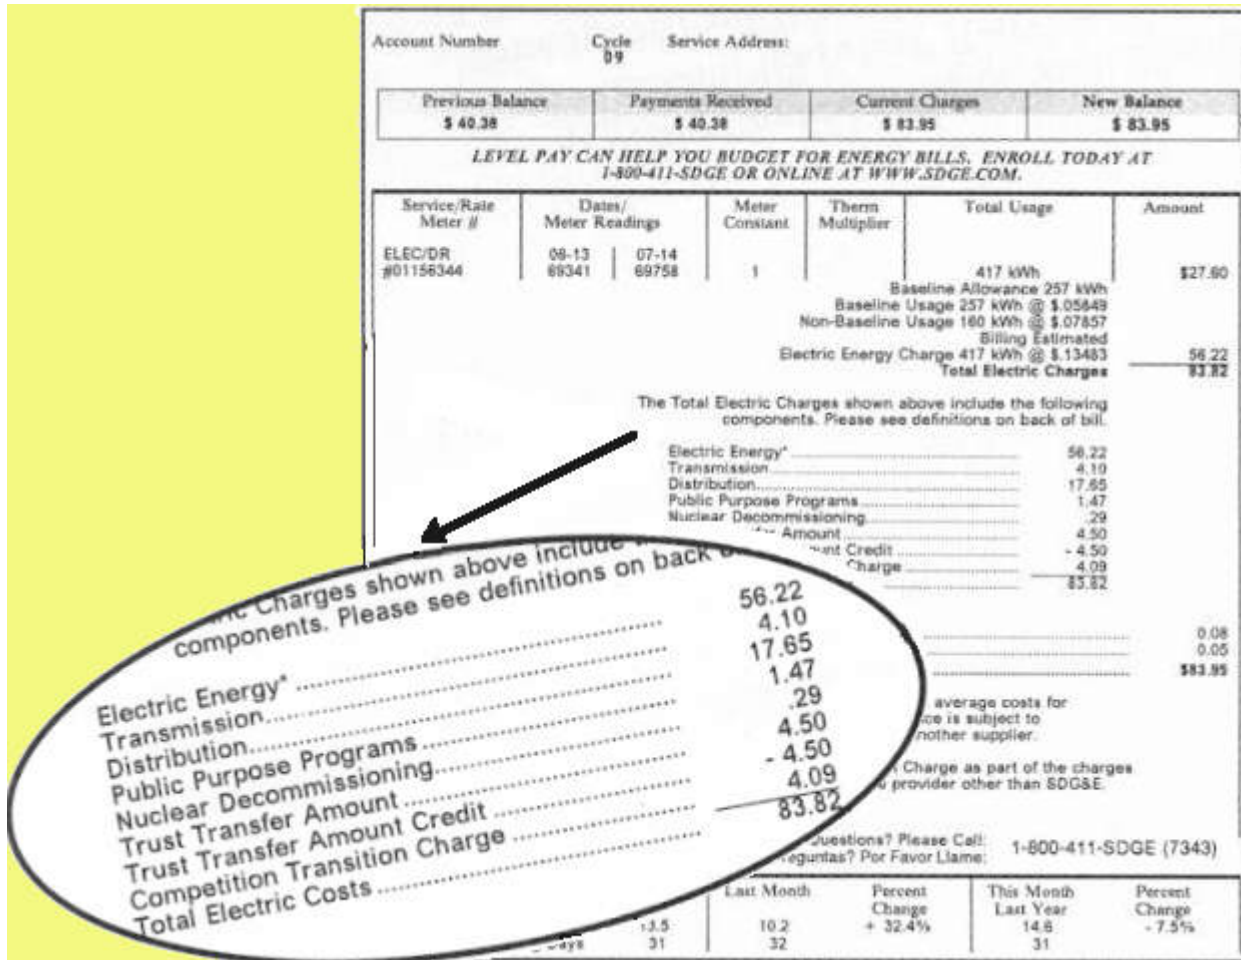 Account Number Cycle Service Address:
09
Previous Balance Payments Received Current Charges New Balance
$ 40.38 $ 40.38 $ 83.95 $ 83.95
LEVEL PAY CAN HELP YOU BUDGET FOR ENERGY BILLS, ENROLL TODAY AT
1-800-411-SDGE OR ONLINE AT WWW.SDGE.COM.
Service/Rate Dates/ Meter Therm Total Usage Amount
Meter # Meter Readings Constant Multiplier
ELEC/DR 06-13 07-14
#01156344 69341 69758 1 417 kWh $27.60
Baseline Allowance 257 kWh
Baseline Usage 257 kWh @ $.05849
Non-Baseline Usage 160 kWh @ $.07857
Billing Estimated
Electric Energy Charge 417 kWh @ $.13483 56.22
Total Electric Charges 83.82
The Total Electric Charges shown above include the following
components. Please see definitions on back of bill.
Electric Energy* 56.22
Transmission 4.10
Distribution 17.65
Public Purpose Programs 1.47
Nuclear Decommissioning .29
Amount 4.50
Credit - 4.50
Charge 4.09
83.82
0.08
0.05
$83.95
average costs for
is subject to
supplier.
Charge as part of the charges
provider other than SDG&E.
Questions? Please Call: 1-800-411-SDGE (7343)
Por Favor Llame:
Last Month Percent This Month Percent
Change Last Year Change
10.2 + 32.4% 14.6 - 7.5%
31 32 31
Charges shown above include
components. Please see definitions on back
Electric Energy* 56.22
Transmission 4.10
Distribution 17.65
Public Purpose Programs 1.47
Nuclear Decommissioning .29
Trust Transfer Amount 4.50
Trust Transfer Amount Credit - 4.50
Competition Transition Charge 4.09
Total Electric Costs 83.82